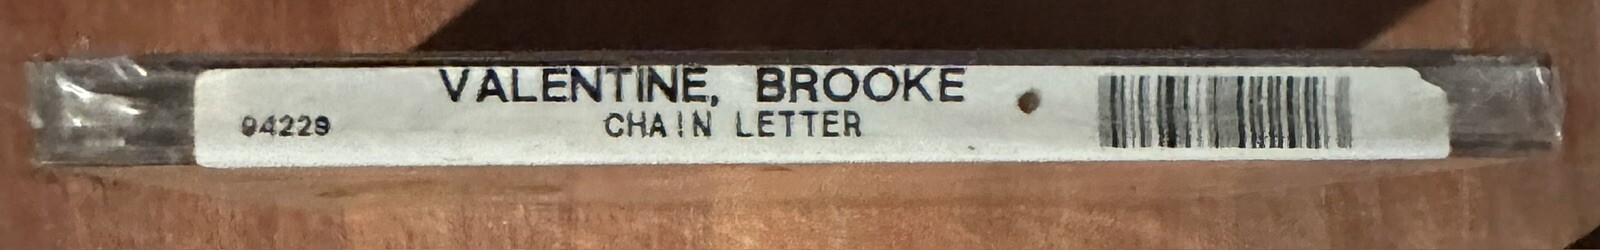 VALENTINE, BROOKE
94229 CHAIN LETTER